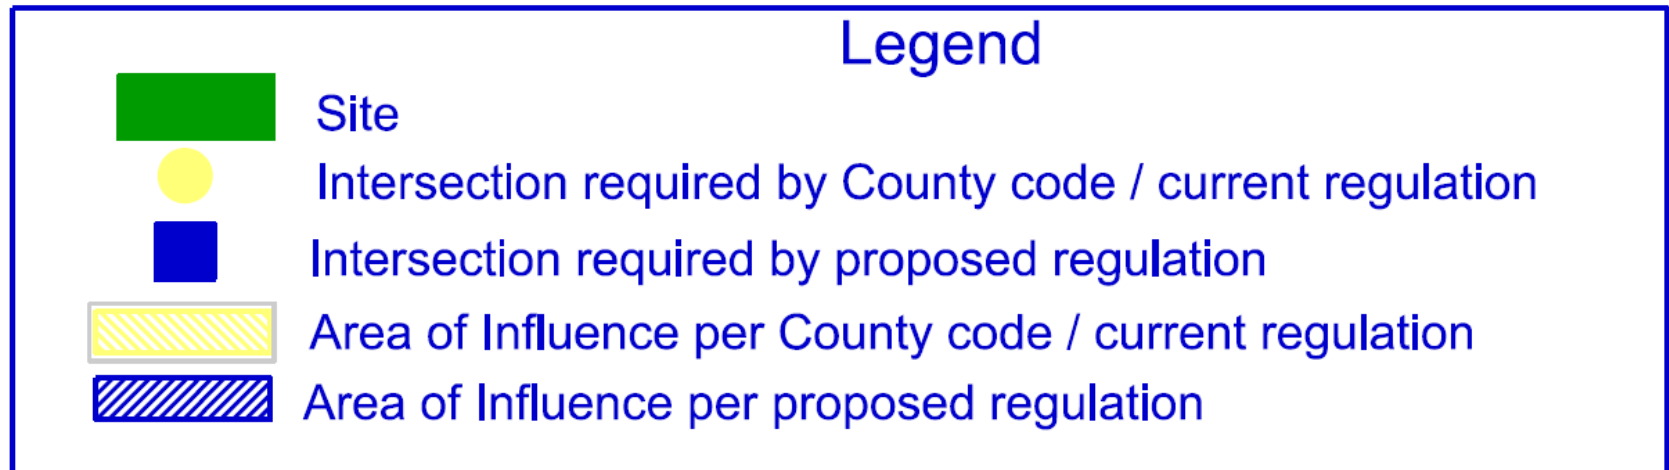 Legend
Site
Intersection required by County code / current regulation
Intersection required by proposed regulation
Area of Influence per County code / current regulation
Area of Influence per proposed regulation